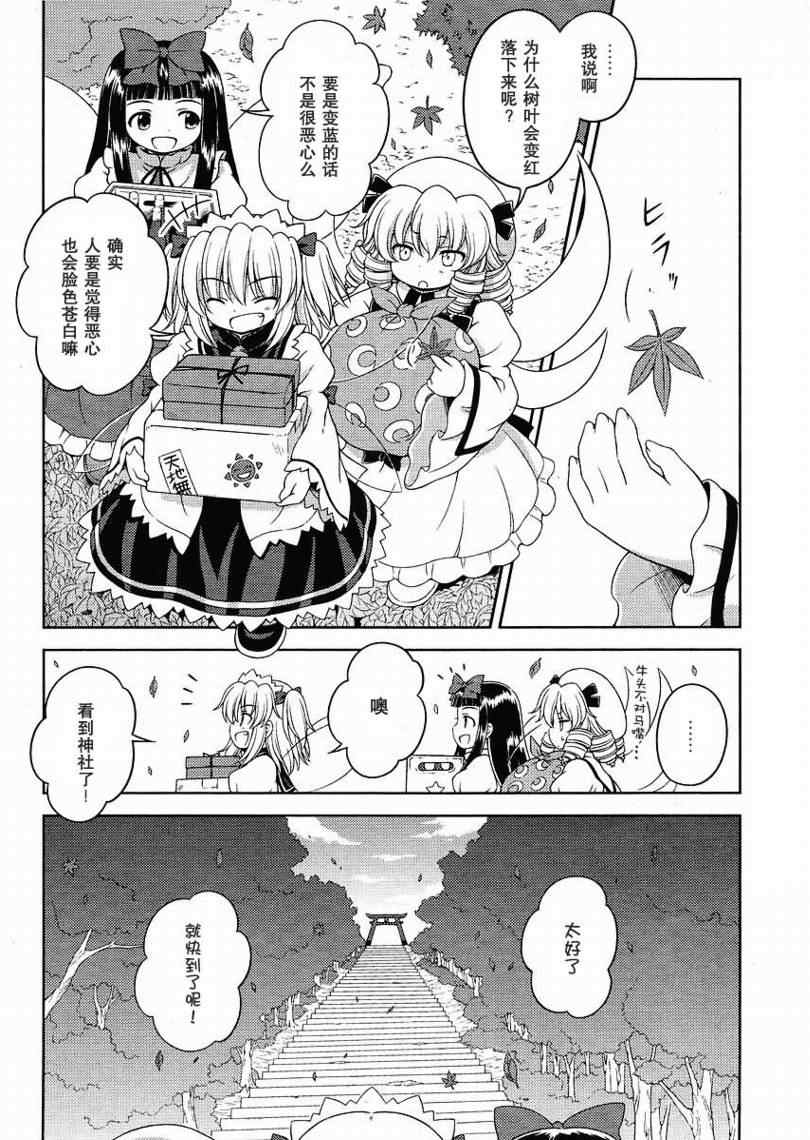 ……
我说啊
为什么树叶会变红
落下来呢？
要是变蓝的话
不是很恶心么
确实
人要是觉得恶心
也会脸色苍白嘛
天地無
……
牛头不对马嘴…
噢
看到神社了！
太好了
就快到了呢！